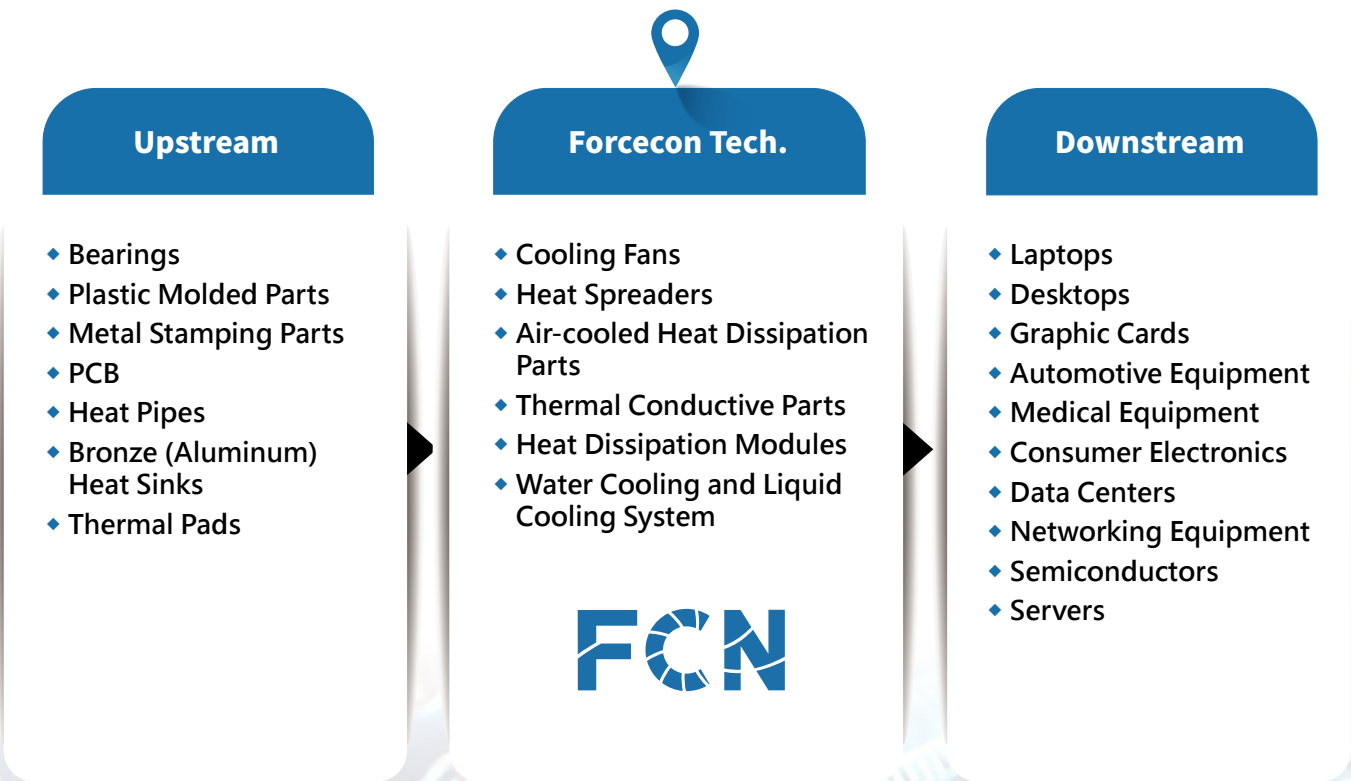 Upstream
Bearings
Plastic Molded Parts
Metal Stamping Parts
PCB
Heat Pipes
Bronze (Aluminum)
Heat Sinks
Thermal Pads
Forcecon Tech.
Cooling Fans
Heat Spreaders
Air-cooled Heat Dissipation
Parts
Thermal Conductive Parts
Heat Dissipation Modules
Water Cooling and Liquid
Cooling System
FCN
Downstream
Laptops
Desktops
Graphic Cards
Automotive Equipment
Medical Equipment
Consumer Electronics
Data Centers
Networking Equipment
Semiconductors
Servers